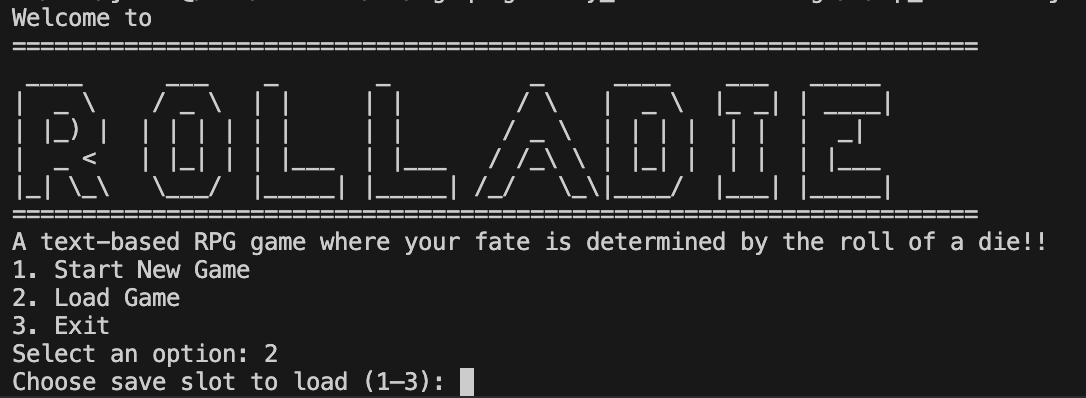 Welcome to
=====================================================================
ROLLADIE
=====================================================================
A text-based RPG game where your fate is determined by the roll of a die!!
1. Start New Game
2. Load Game
3. Exit
Select an option: 2
Choose save slot to load (1–3):